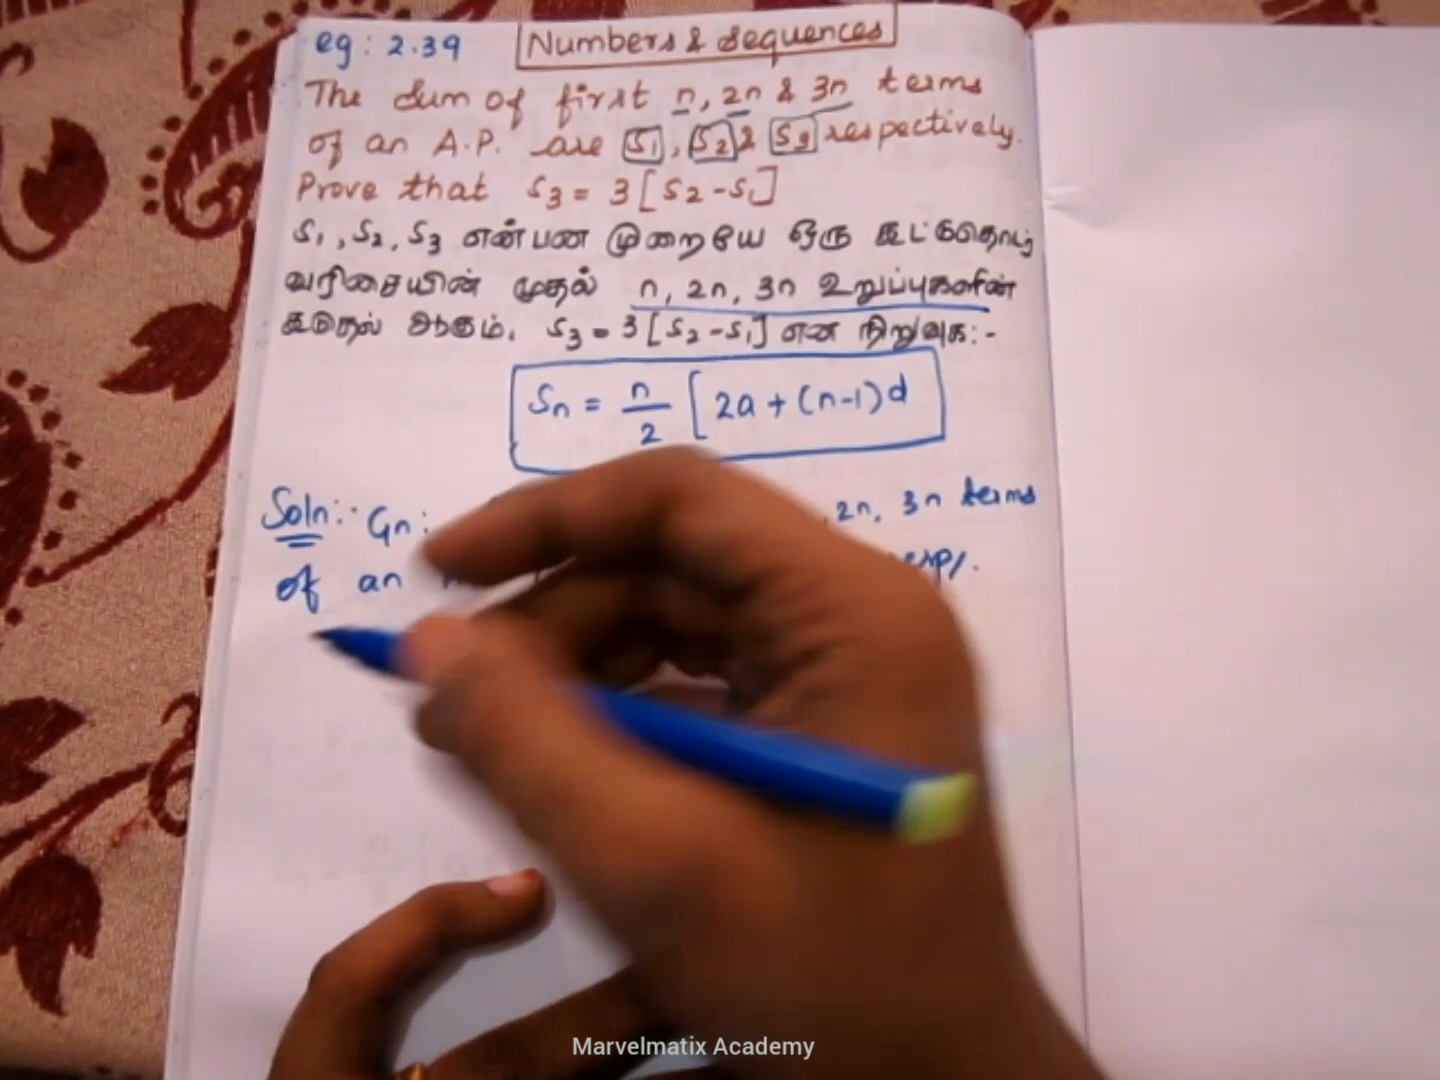 eg: 2.39 Numbers & Sequences
The Sum of first n, 2n & 3n terms
of an A.P. are S1, S2 & S3 respectively.
Prove that S3 = 3[S2-S1]
S1, S2, S3 என்பன முறையே ஒரு கூட்டுத்தொடர்
வரிசையின் முதல் n, 2n, 3n உறுப்புகளின்
கூடுதல் ஆகும். S3 = 3[S2-S1] என நிறுவுக:-
Sn = n/2 [2a+(n-1)d
Soln:- Gn: , 2n, 3n terms
of an
Marvelmatix Academy